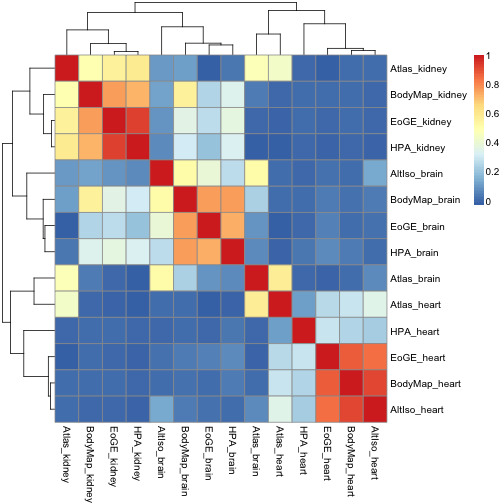 1
0.8
0.6
0.4
0.2
0
Atlas_kidney
BodyMap_kidney
EoGE_kidney
HPA_kidney
AltIso_brain
BodyMap_brain
EoGE_brain
HPA_brain
Atlas_brain
Atlas_heart
HPA_heart
EoGE_heart
BodyMap_heart
AltIso_heart
Atlas_kidney
BodyMap_kidney
EoGE_kidney
HPA_kidney
AltIso_brain
BodyMap_brain
EoGE_brain
HPA_brain
Atlas_brain
Atlas_heart
HPA_heart
EoGE_heart
BodyMap_heart
AltIso_heart